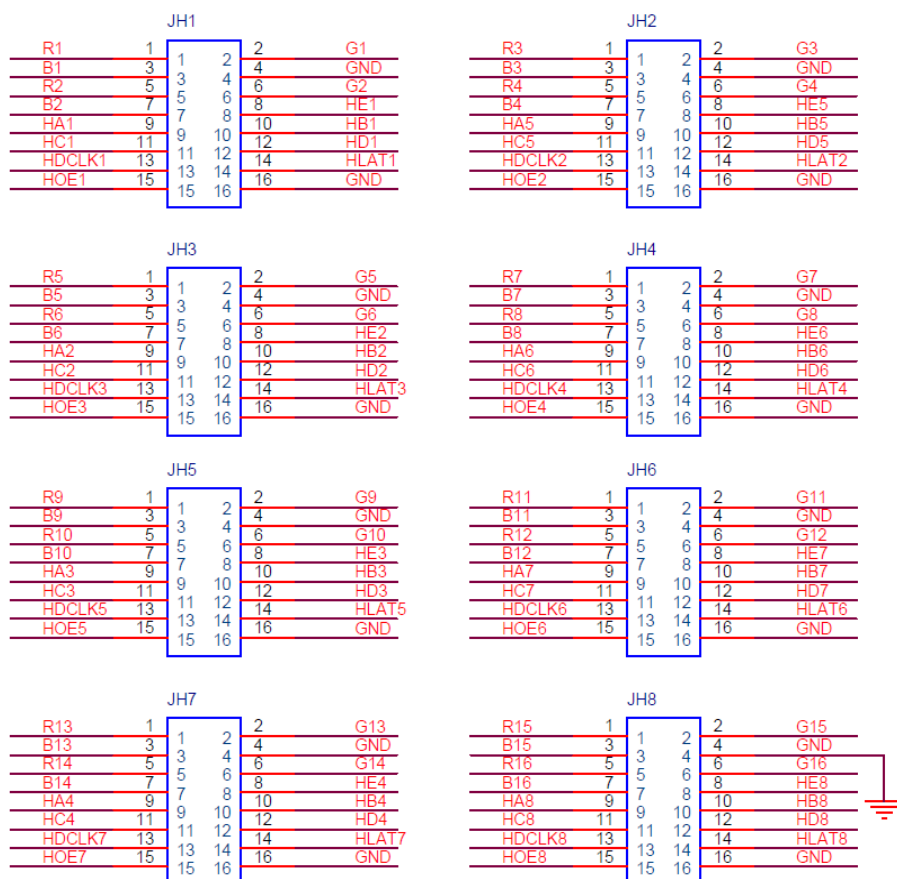 JH1 JH2
R1 1 1 2 2 G1 R3 1 1 2 2 G3
B1 3 3 4 4 GND B3 3 3 4 4 GND
R2 5 5 6 6 G2 R4 5 5 6 6 G4
B2 7 7 8 8 HE1 B4 7 7 8 8 HE5
HA1 9 9 10 10 HB1 HA5 9 9 10 10 HB5
HC1 11 11 12 12 HD1 HC5 11 11 12 12 HD5
HDCLK1 13 13 14 14 HLAT1 HDCLK2 13 13 14 14 HLAT2
HOE1 15 15 16 16 GND HOE2 15 15 16 16 GND
JH3 JH4
R5 1 1 2 2 G5 R7 1 1 2 2 G7
B5 3 3 4 4 GND B7 3 3 4 4 GND
R6 5 5 6 6 G6 R8 5 5 6 6 G8
B6 7 7 8 8 HE2 B8 7 7 8 8 HE6
HA2 9 9 10 10 HB2 HA6 9 9 10 10 HB6
HC2 11 11 12 12 HD2 HC6 11 11 12 12 HD6
HDCLK3 13 13 14 14 HLAT3 HDCLK4 13 13 14 14 HLAT4
HOE3 15 15 16 16 GND HOE4 15 15 16 16 GND
JH5 JH6
R9 1 1 2 2 G9 R11 1 1 2 2 G11
B9 3 3 4 4 GND B11 3 3 4 4 GND
R10 5 5 6 6 G10 R12 5 5 6 6 G12
B10 7 7 8 8 HE3 B12 7 7 8 8 HE7
HA3 9 9 10 10 HB3 HA7 9 9 10 10 HB7
HC3 11 11 12 12 HD3 HC7 11 11 12 12 HD7
HDCLK5 13 13 14 14 HLAT5 HDCLK6 13 13 14 14 HLAT6
HOE5 15 15 16 16 GND HOE6 15 15 16 16 GND
JH7 JH8
R13 1 1 2 2 G13 R15 1 1 2 2 G15
B13 3 3 4 4 GND B15 3 3 4 4 GND
R14 5 5 6 6 G14 R16 5 5 6 6 G16
B14 7 7 8 8 HE4 B16 7 7 8 8 HE8
HA4 9 9 10 10 HB4 HA8 9 9 10 10 HB8
HC4 11 11 12 12 HD4 HC8 11 11 12 12 HD8
HDCLK7 13 13 14 14 HLAT7 HDCLK8 13 13 14 14 HLAT8
HOE7 15 15 16 16 GND HOE8 15 15 16 16 GND